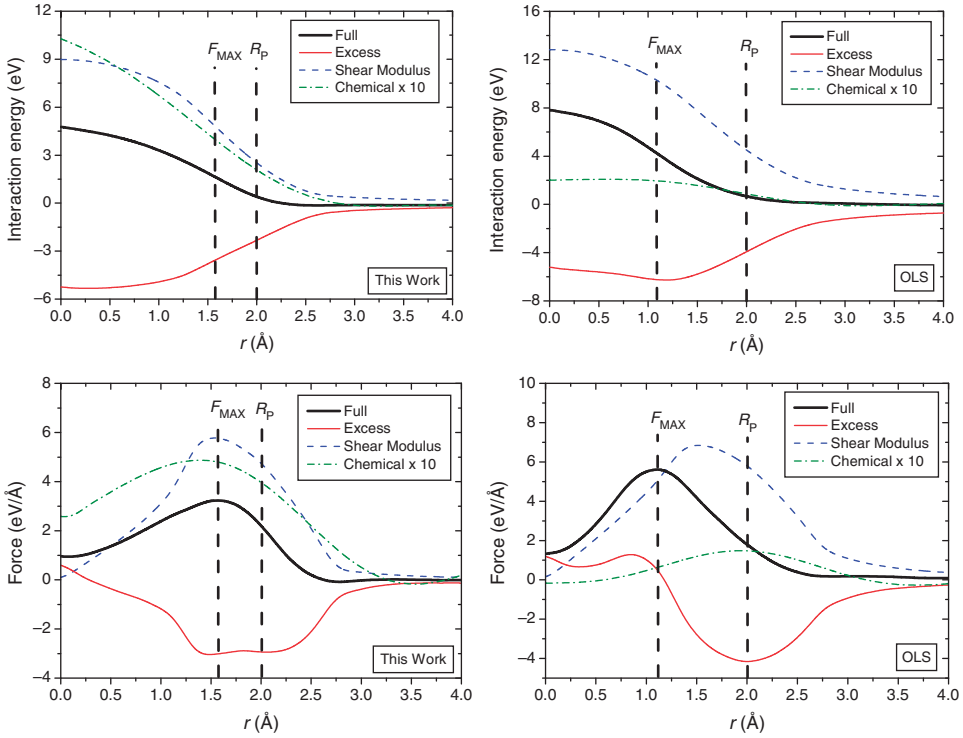 Interaction energy (eV)
12
9
6
3
0
−3
−6
F_MAX R_P
Full
Excess
Shear Modulus
Chemical x 10
This Work
0.0 0.5 1.0 1.5 2.0 2.5 3.0 3.5 4.0
r (Å)
Interaction energy (eV)
16
12
8
4
0
−4
−8
F_MAX R_P
Full
Excess
Shear Modulus
Chemical x 10
OLS
0.0 0.5 1.0 1.5 2.0 2.5 3.0 3.5 4.0
r (Å)
Force (eV/Å)
8
6
4
2
0
−2
−4
F_MAX R_P
Full
Excess
Shear Modulus
Chemical x 10
This Work
0.0 0.5 1.0 1.5 2.0 2.5 3.0 3.5 4.0
r (Å)
Force (eV/Å)
10
8
6
4
2
0
−2
−4
F_MAX R_P
Full
Excess
Shear Modulus
Chemical x 10
OLS
0.0 0.5 1.0 1.5 2.0 2.5 3.0 3.5 4.0
r (Å)